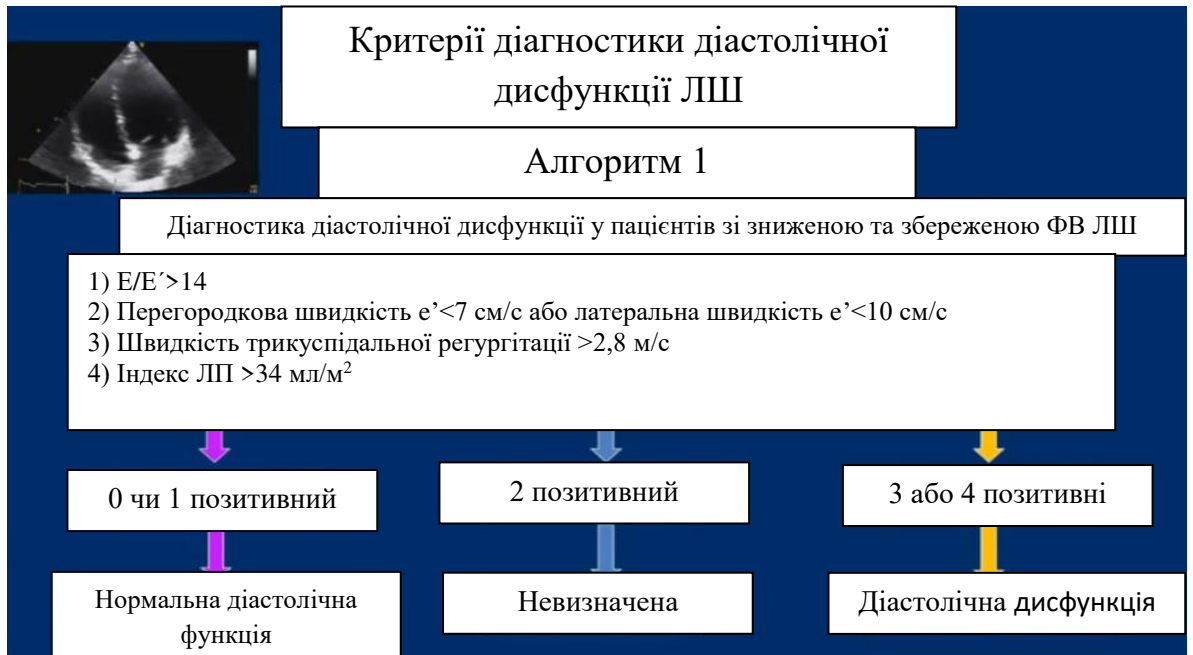 Критерії діагностики діастолічної
дисфункції ЛШ
Алгоритм 1
Діагностика діастолічної дисфункції у пацієнтів зі зниженою та збереженою ФВ ЛШ
1) Е/Е´>14
2) Перегородкова швидкість e’<7 см/с або латеральна швидкість e’<10 см/с
3) Швидкість трикуспідальної регургітації >2,8 м/с
4) Індекс ЛП >34 мл/м²
0 чи 1 позитивний
2 позитивний
3 або 4 позитивні
Нормальна діастолічна
функція
Невизначена
Діастолічна дисфункція